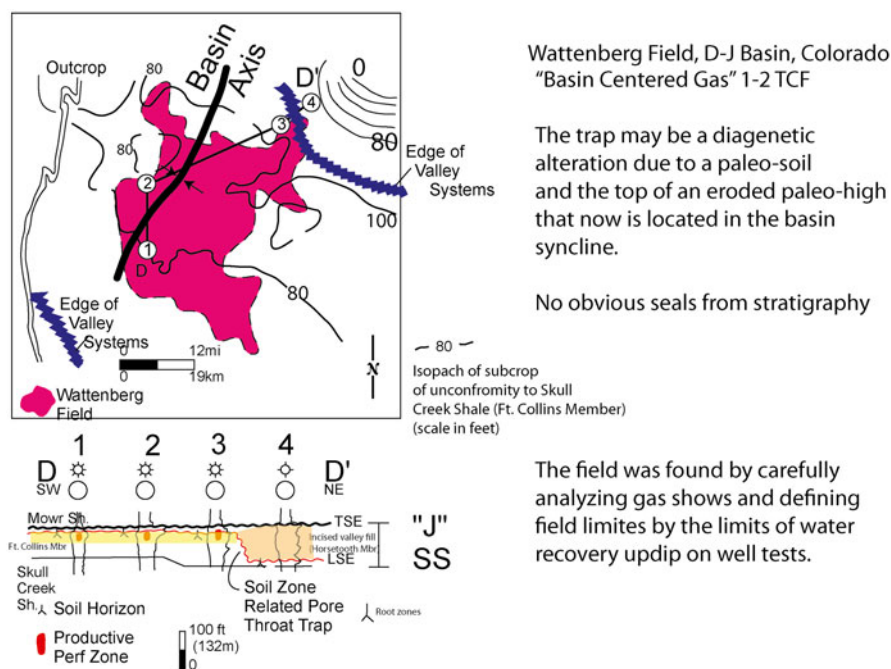 Wattenberg Field, D-J Basin, Colorado
“Basin Centered Gas” 1-2 TCF
The trap may be a diagenetic
alteration due to a paleo-soil
and the top of an eroded paleo-high
that now is located in the basin
syncline.
No obvious seals from stratigraphy
Outcrop
80
Basin
Axis
D'
0
4
3
80
80
2
Edge of
Valley
Systems
100
1
D
80
Edge of
Valley
Systems
0 12mi
0 19km
Wattenberg
Field
80
Isopach of subcrop
of unconfromity to Skull
Creek Shale (Ft. Collins Member)
(scale in feet)
1 2 3 4
D D'
SW NE
Mowr Sh. TSE
Ft. Collins Mbr
Incised valley fill
Horsetooth Mbr
LSE
"J"
SS
Skull
Creek
Sh.
Soil Horizon
Soil Zone
Related Pore
Throat Trap
Root zones
Productive
Perf Zone
100 ft
(132m)
0
The field was found by carefully
analyzing gas shows and defining
field limites by the limits of water
recovery updip on well tests.